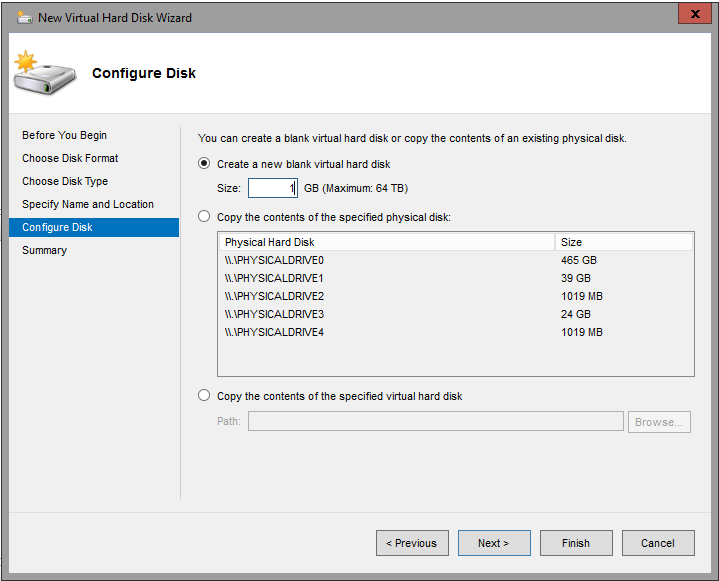 New Virtual Hard Disk Wizard
x
Configure Disk
Before You Begin
Choose Disk Format
Choose Disk Type
Specify Name and Location
Configure Disk
Summary
You can create a blank virtual hard disk or copy the contents of an existing physical disk.
Create a new blank virtual hard disk
Size: 1 GB (Maximum: 64 TB)
Copy the contents of the specified physical disk:
Physical Hard Disk Size
\\.\PHYSICALDRIVE0 465 GB
\\.\PHYSICALDRIVE1 39 GB
\\.\PHYSICALDRIVE2 1019 MB
\\.\PHYSICALDRIVE3 24 GB
\\.\PHYSICALDRIVE4 1019 MB
Copy the contents of the specified virtual hard disk
Path: Browse...
< Previous Next > Finish Cancel